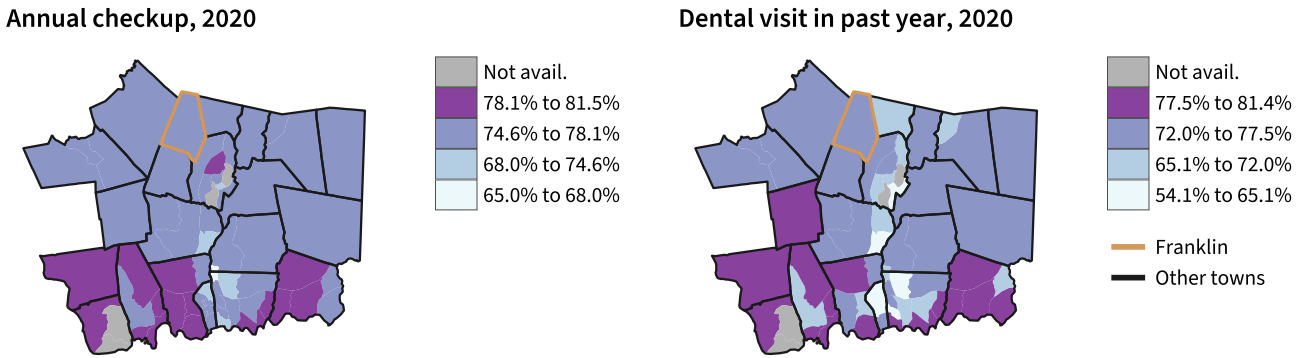 Annual checkup, 2020
Not avail.
78.1% to 81.5%
74.6% to 78.1%
68.0% to 74.6%
65.0% to 68.0%
Dental visit in past year, 2020
Not avail.
77.5% to 81.4%
72.0% to 77.5%
65.1% to 72.0%
54.1% to 65.1%
Franklin
Other towns